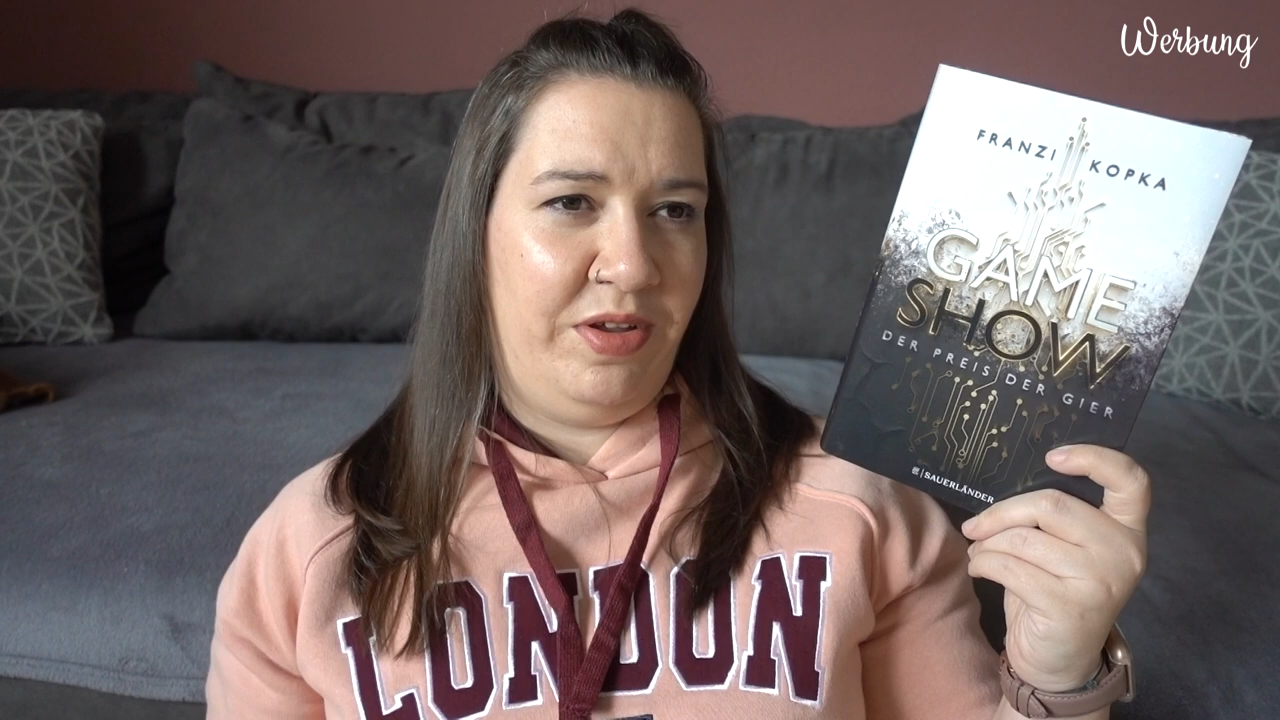 Werbung
FRANZI KOPKA
GAME
SHOW
DER PREIS DER GIER
SAUERLÄNDER
LONDON